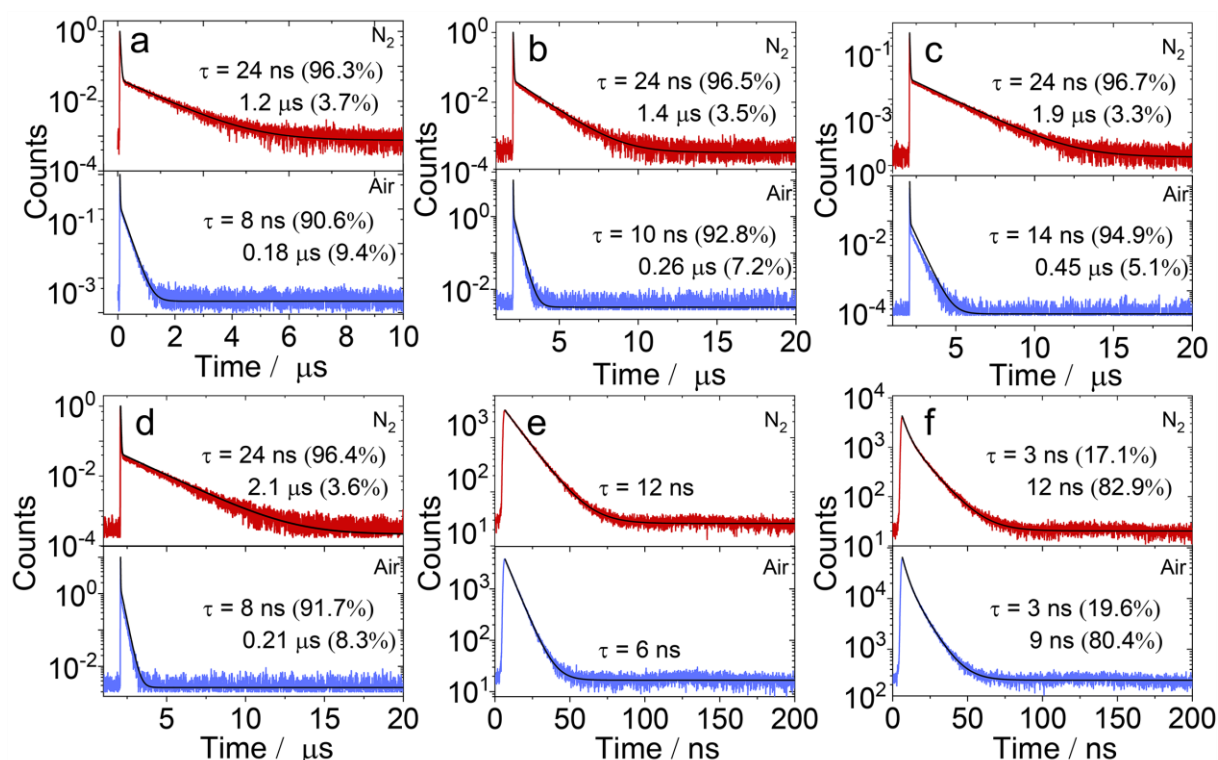 a
N2
τ = 24 ns (96.3%)
1.2 μs (3.7%)
10^0
10^-2
10^-4
Air
τ = 8 ns (90.6%)
0.18 μs (9.4%)
10^-1
10^-3
Counts
0 2 4 6 8 10
Time / μs
b
N2
τ = 24 ns (96.5%)
1.4 μs (3.5%)
10^0
10^-2
10^-4
Air
τ = 10 ns (92.8%)
0.26 μs (7.2%)
10^0
10^-2
Counts
5 10 15 20
Time / μs
c
N2
τ = 24 ns (96.7%)
1.9 μs (3.3%)
10^-1
10^-3
10^0
Air
τ = 14 ns (94.9%)
0.45 μs (5.1%)
10^0
10^-2
10^-4
Counts
5 10 15 20
Time / μs
d
N2
τ = 24 ns (96.4%)
2.1 μs (3.6%)
10^0
10^-2
10^-4
Air
τ = 8 ns (91.7%)
0.21 μs (8.3%)
10^0
10^-2
Counts
5 10 15 20
Time / μs
e
N2
τ = 12 ns
10^3
10^2
10^1
Air
τ = 6 ns
10^2
10^1
Counts
0 50 100 150 200
Time / ns
f
N2
τ = 3 ns (17.1%)
12 ns (82.9%)
10^4
10^3
10^2
10^1
Air
τ = 3 ns (19.6%)
9 ns (80.4%)
10^4
10^3
10^2
Counts
0 50 100 150 200
Time / ns